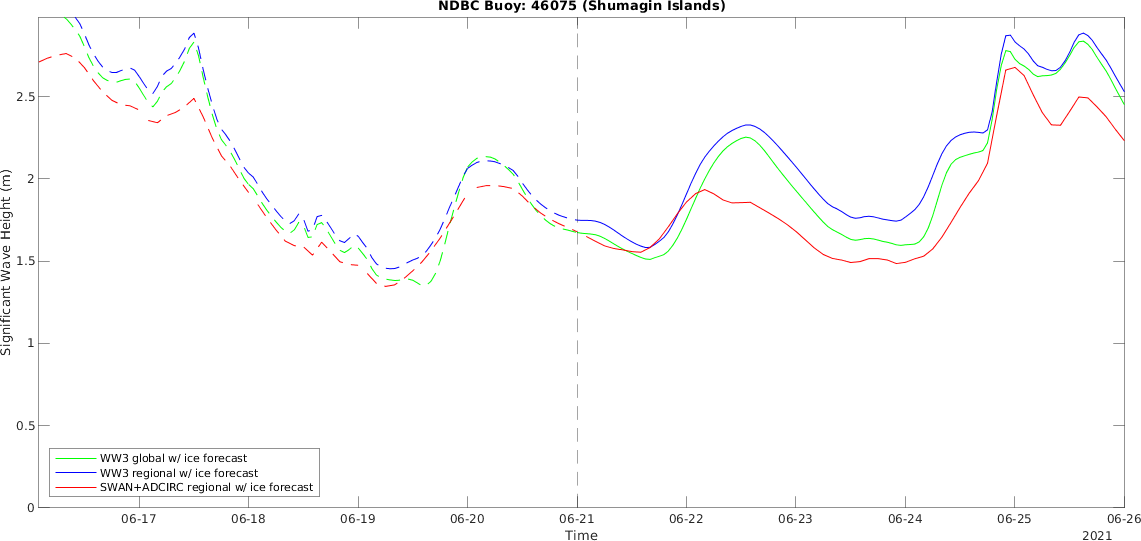 NDBC Buoy: 46075 (Shumagin Islands)
Significant Wave Height (m)
2.5
2
1.5
1
0.5
0
WW3 global w/ ice forecast
WW3 regional w/ ice forecast
SWAN+ADCIRC regional w/ ice forecast
06-17 06-18 06-19 06-20 06-21 06-22 06-23 06-24 06-25 06-26
Time
2021